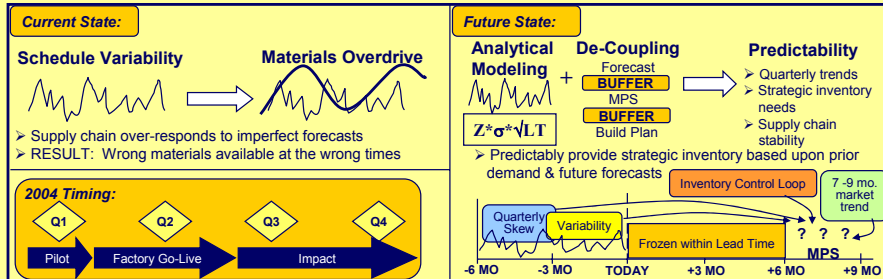 Current State:
Schedule Variability
Materials Overdrive
➢ Supply chain over-responds to imperfect forecasts
➢ RESULT: Wrong materials available at the wrong times
2004 Timing:
Q1
Q2
Q3
Q4
Pilot
Factory Go-Live
Impact
Future State:
Analytical
Modeling
+
De-Coupling
Forecast
BUFFER
MPS
BUFFER
Build Plan
Predictability
➢ Quarterly trends
➢ Strategic inventory
needs
➢ Supply chain
stability
Z*σ*√LT
➢ Predictably provide strategic inventory based upon prior
demand & future forecasts
Inventory Control Loop
7 -9 mo.
market
trend
Quarterly
Skew
Variability
Frozen within Lead Time
? ? ?
MPS
-6 MO
-3 MO
TODAY
+3 MO
+6 MO
+9 MO